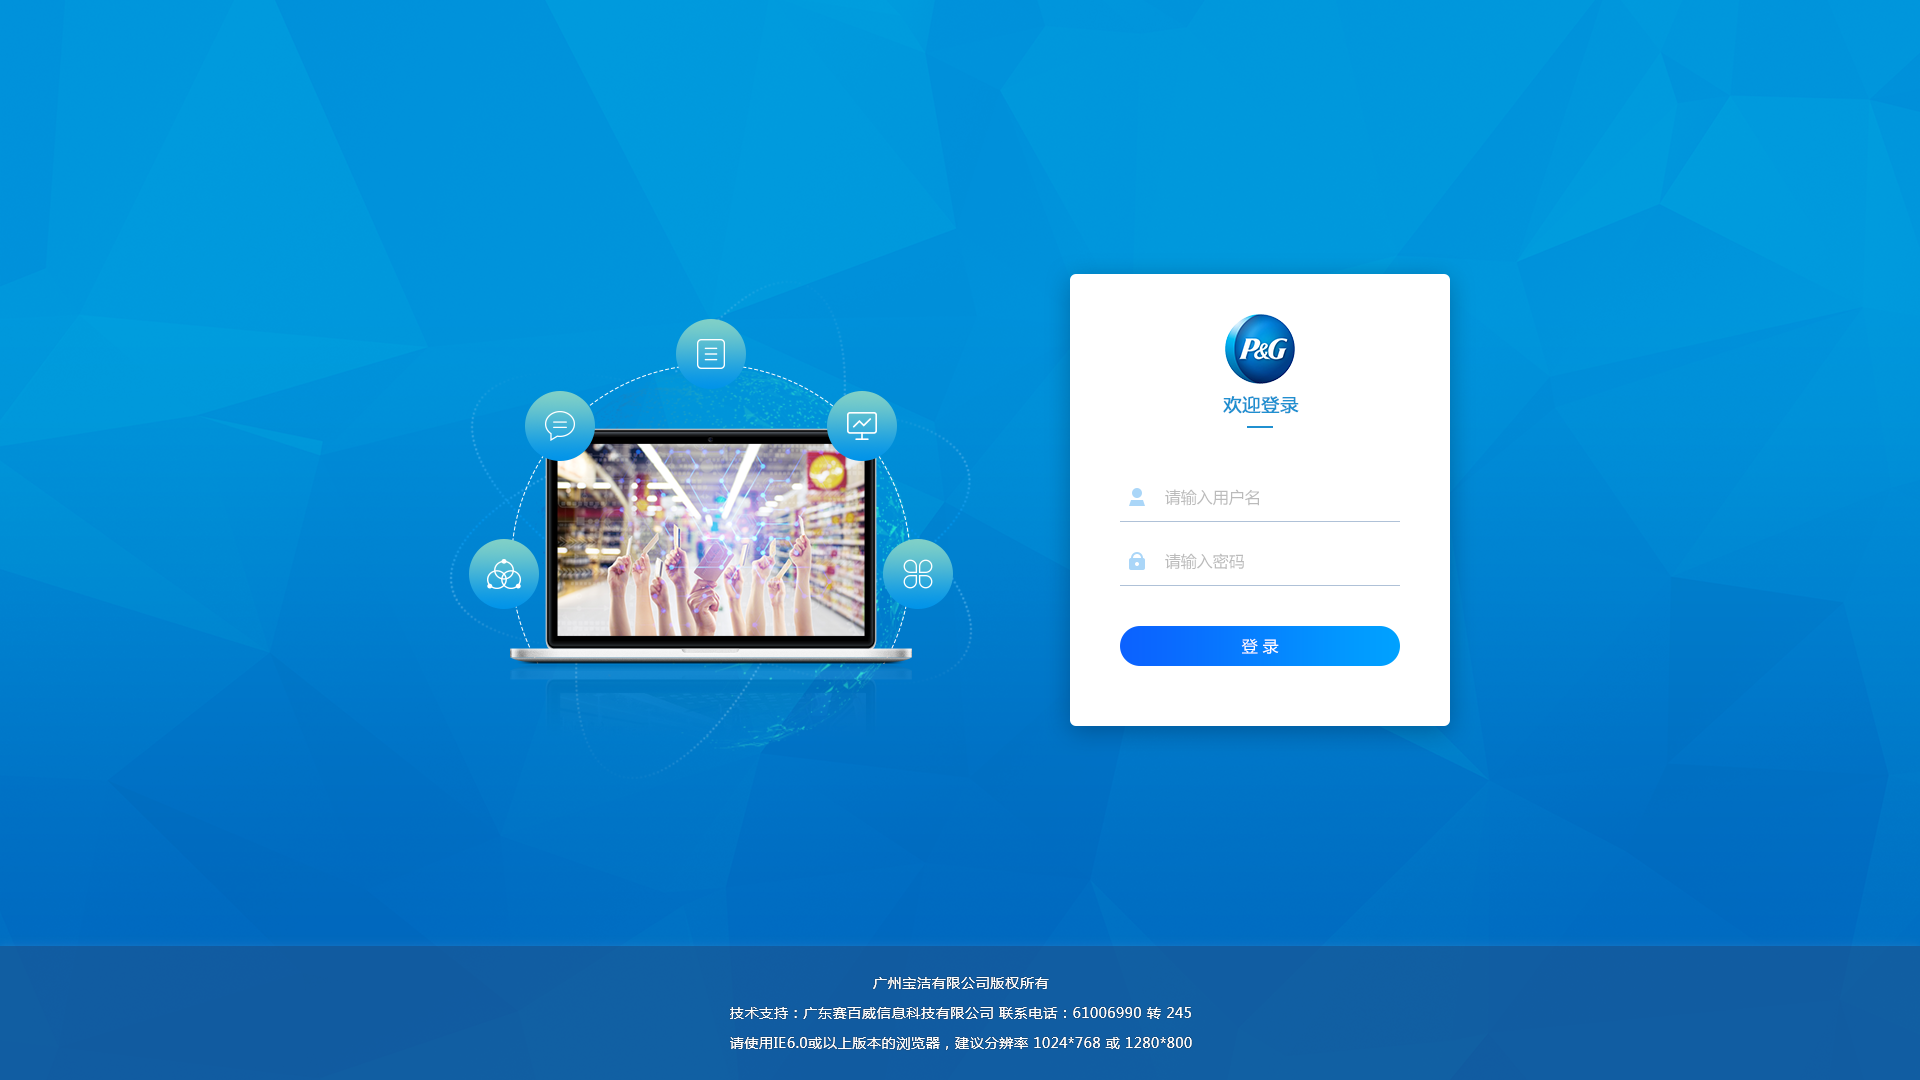 P&G
欢迎登录
请输入用户名
请输入密码
登 录
广州宝洁有限公司版权所有
技术支持：广东赛百威信息科技有限公司 联系电话：61006990 转 245
请使用IE6.0或以上版本的浏览器，建议分辨率 1024*768 或 1280*800